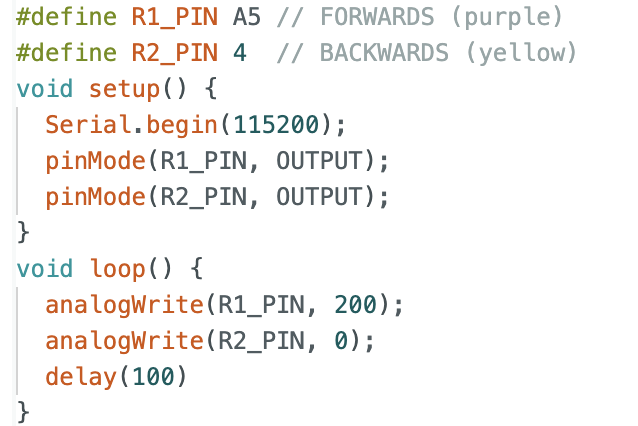 #define R1_PIN A5 // FORWARDS (purple)
#define R2_PIN 4  // BACKWARDS (yellow)
void setup() {
  Serial.begin(115200);
  pinMode(R1_PIN, OUTPUT);
  pinMode(R2_PIN, OUTPUT);
}
void loop() {
  analogWrite(R1_PIN, 200);
  analogWrite(R2_PIN, 0);
  delay(100)
}